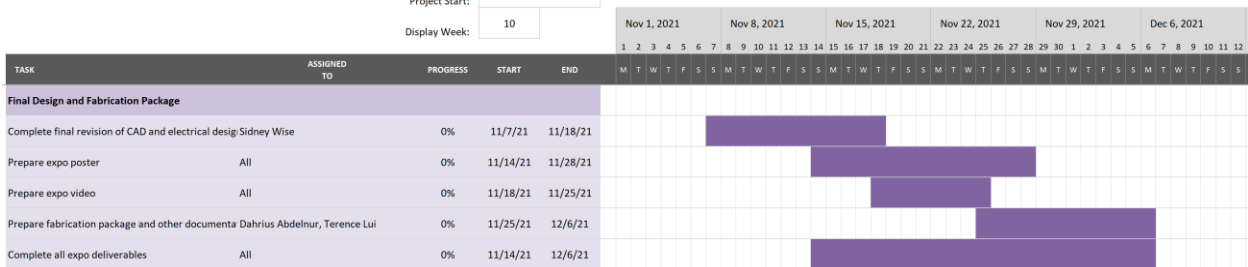 Project Start:
Display Week: 10
Nov 1, 2021 Nov 8, 2021 Nov 15, 2021 Nov 22, 2021 Nov 29, 2021 Dec 6, 2021
1 2 3 4 5 6 7 8 9 10 11 12 13 14 15 16 17 18 19 20 21 22 23 24 25 26 27 28 29 30 1 2 3 4 5 6 7 8 9 10 11 12
TASK ASSIGNED TO PROGRESS START END M T W T F S S M T W T F S S M T W T F S S M T W T F S S M T W T F S S M T W T F S S
Final Design and Fabrication Package
Complete final revision of CAD and electrical desig Sidney Wise 0% 11/7/21 11/18/21
Prepare expo poster All 0% 11/14/21 11/28/21
Prepare expo video All 0% 11/18/21 11/25/21
Prepare fabrication package and other documenta Dahrius Abdelnur, Terence Lui 0% 11/25/21 12/6/21
Complete all expo deliverables All 0% 11/14/21 12/6/21